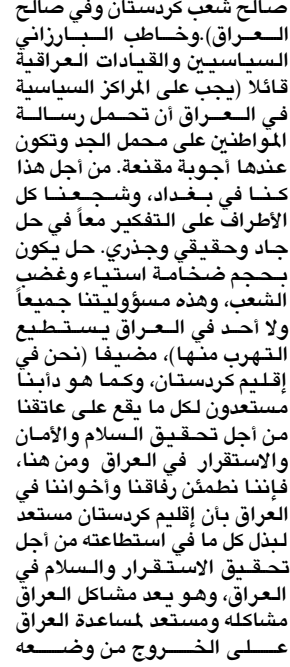 صالح شعب كردستان وفي صالح
العراق).وخاطب البارزاني
السياسيين والقيادات العراقية
قائلا (يجب على المراكز السياسية
في العراق أن تحمل رسالة
المواطنين على محمل الجد وتكون
عندها أجوبة مقنعة. من أجل هذا
كنا في بغداد، وشجعنا كل
الأطراف على التفكير معاً في حل
جاد وحقيقي وجذري. حل يكون
بحجم ضخامة استياء وغضب
الشعب، وهذه مسؤوليتنا جميعاً
ولا أحد في العراق يستطيع
التهرب منها)، مضيفا (نحن في
إقليم كردستان، وكما هو دأبنا
مستعدون لكل ما يقع على عاتقنا
من أجل تحقيق السلام والأمان
والاستقرار في العراق ومن هنا،
فإننا نطمئن رفاقنا وأخواننا في
العراق بأن إقليم كردستان مستعد
لبذل كل ما في استطاعته من أجل
تحقيق الاستقرار والسلام في
العراق، وهو يعد مشاكل العراق
مشاكله ومستعد لمساعدة العراق
على الخروج من وضعه